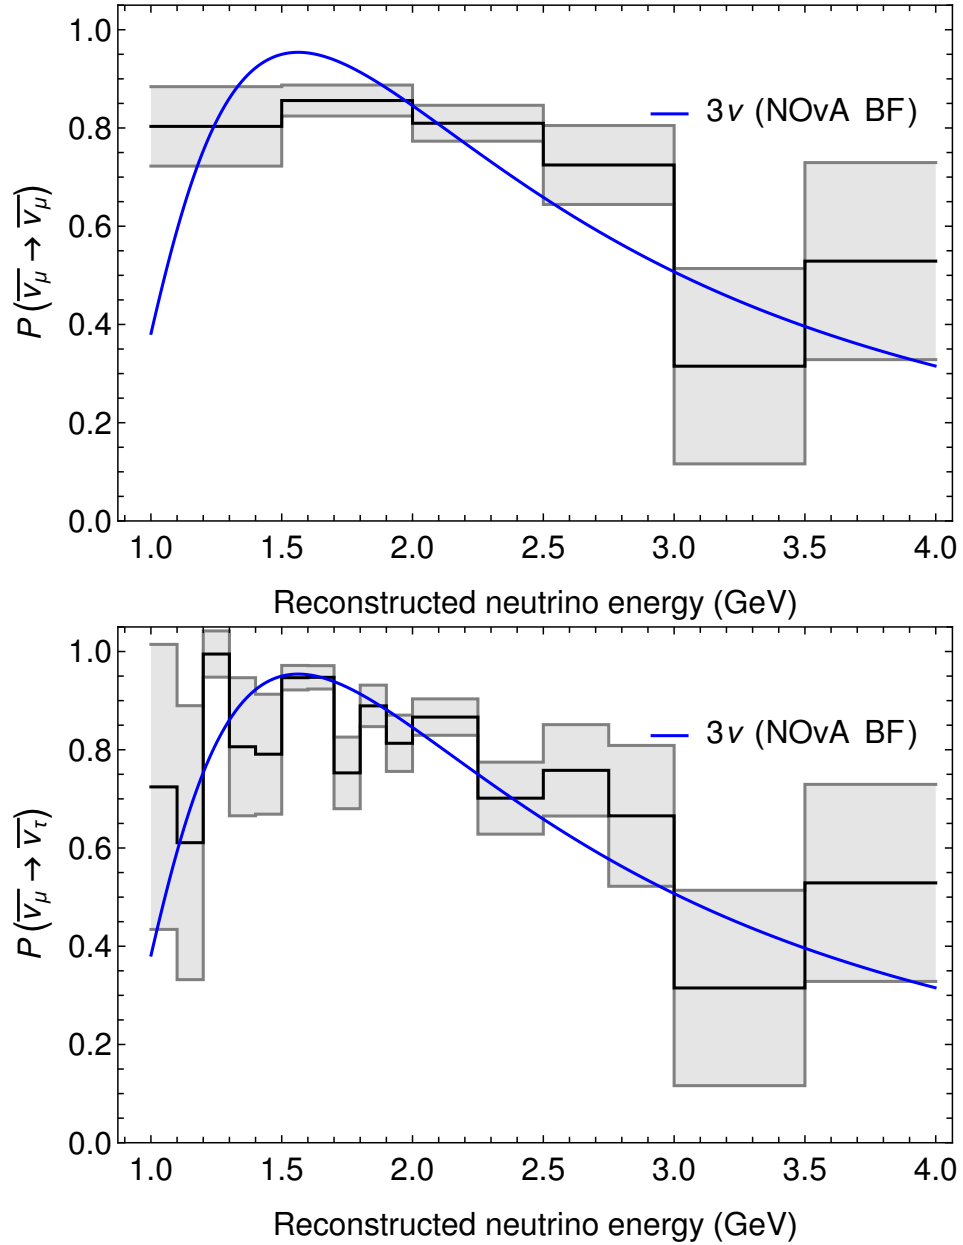 1.0
0.8
0.6
0.4
0.2
0.0
P(ν̅μ → ν̅μ)
3ν (NOvA BF)
1.0 1.5 2.0 2.5 3.0 3.5 4.0
Reconstructed neutrino energy (GeV)
1.0
0.8
0.6
0.4
0.2
0.0
P(ν̅μ → ν̅τ)
3ν (NOvA BF)
1.0 1.5 2.0 2.5 3.0 3.5 4.0
Reconstructed neutrino energy (GeV)